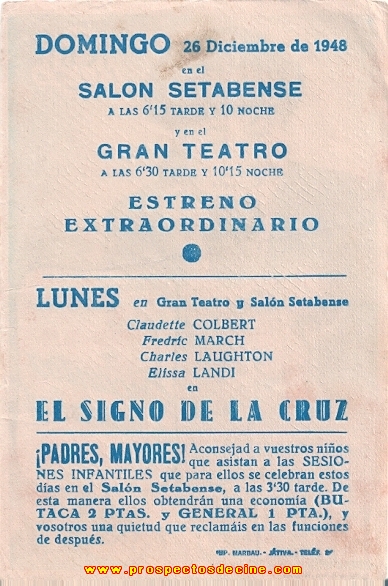 DOMINGO 26 Diciembre de 1948
en el
SALON SETABENSE
A LAS 6'15 TARDE Y 10 NOCHE
y en el
GRAN TEATRO
A LAS 6'30 TARDE Y 10'15 NOCHE
ESTRENO
EXTRAORDINARIO
LUNES en Gran Teatro y Salón Setabense
Claudette COLBERT
Fredric MARCH
Charles LAUGHTON
Elissa LANDI
en
EL SIGNO DE LA CRUZ
¡PADRES, MAYORES! Aconsejad a vuestros niños
que asistan a las SESIO-
NES INFANTILES que para ellos se celebran estos
días en el Salón Setabense, a las 3'30 tarde. De
esta manera ellos obtendrán una economía (BU-
TACA 2 PTAS. y GENERAL 1 PTA.), y
vosotros una quietud que reclamáis en las funciones
de después.
IMP. MARBAU.- JÁTIVA.- TELÉF.
www.prospectosdecine.com